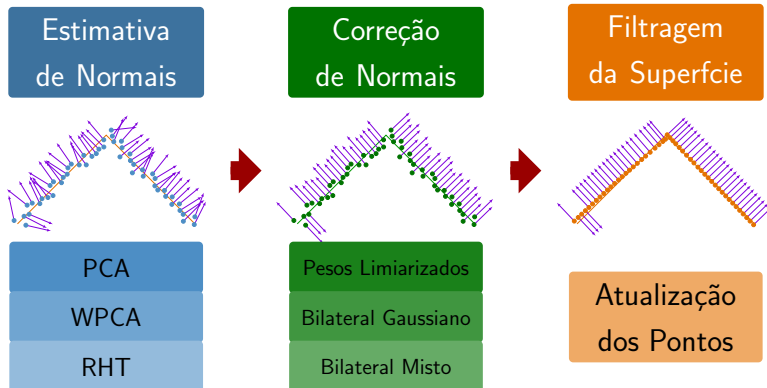 Estimativa
de Normais
Correção
de Normais
Filtragem
da Superfcie
PCA
WPCA
RHT
Pesos Limiarizados
Bilateral Gaussiano
Bilateral Misto
Atualização
dos Pontos